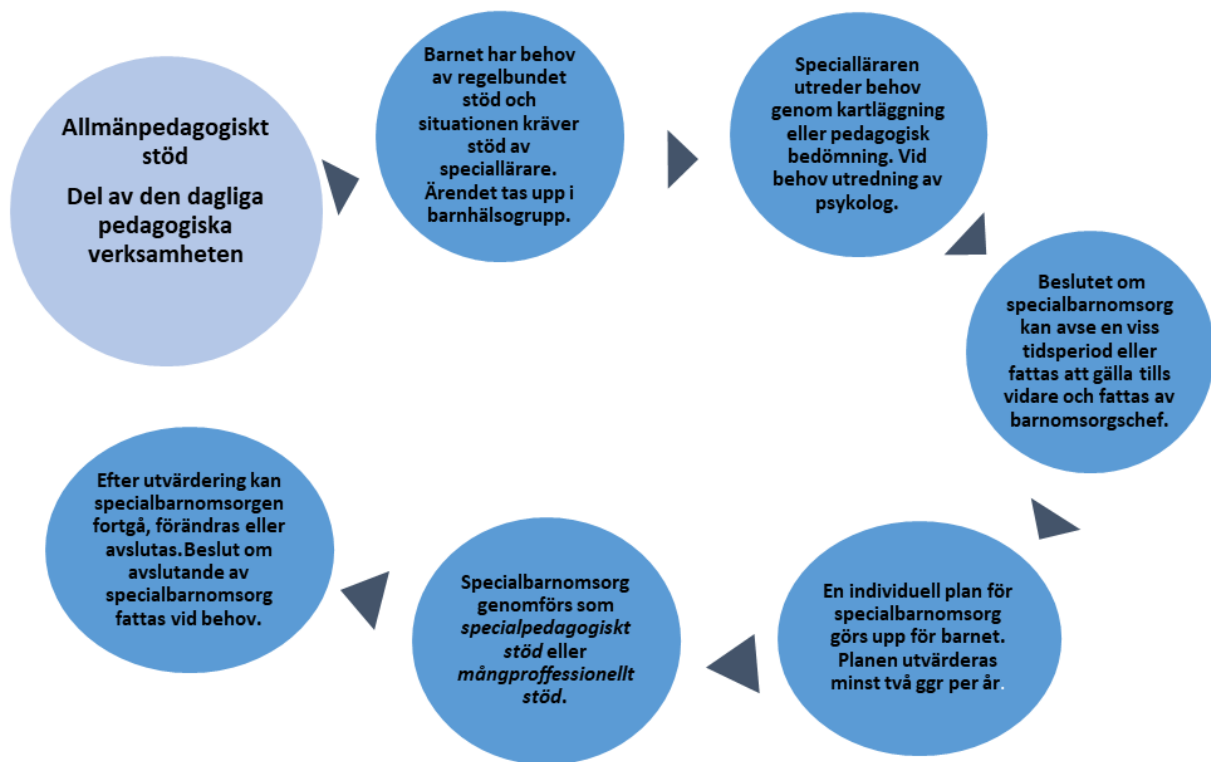 Allmänpedagogiskt
stöd
Del av den dagliga
pedagogiska
verksamheten
Barnet har behov
av regelbundet
stöd och
situationen kräver
stöd av
speciallärare.
Ärendet tas upp i
barnhälsogrupp.
Specialläraren
utreder behov
genom kartläggning
eller pedagogisk
bedömning. Vid
behov utredning av
psykolog.
Beslutet om
specialbarnomsorg
kan avse en viss
tidsperiod eller
fattas att gälla tills
vidare och fattas av
barnomsorgschef.
En individuell plan för
specialbarnomsorg
görs upp för barnet.
Planen utvärderas
minst två ggr per år.
Specialbarnomsorg
genomförs som
specialpedagogiskt
stöd eller
mångproffessionellt
stöd.
Efter utvärdering kan
specialbarnomsorgen
fortgå, förändras eller
avslutas.Beslut om
avslutande av
specialbarnomsorg
fattas vid behov.